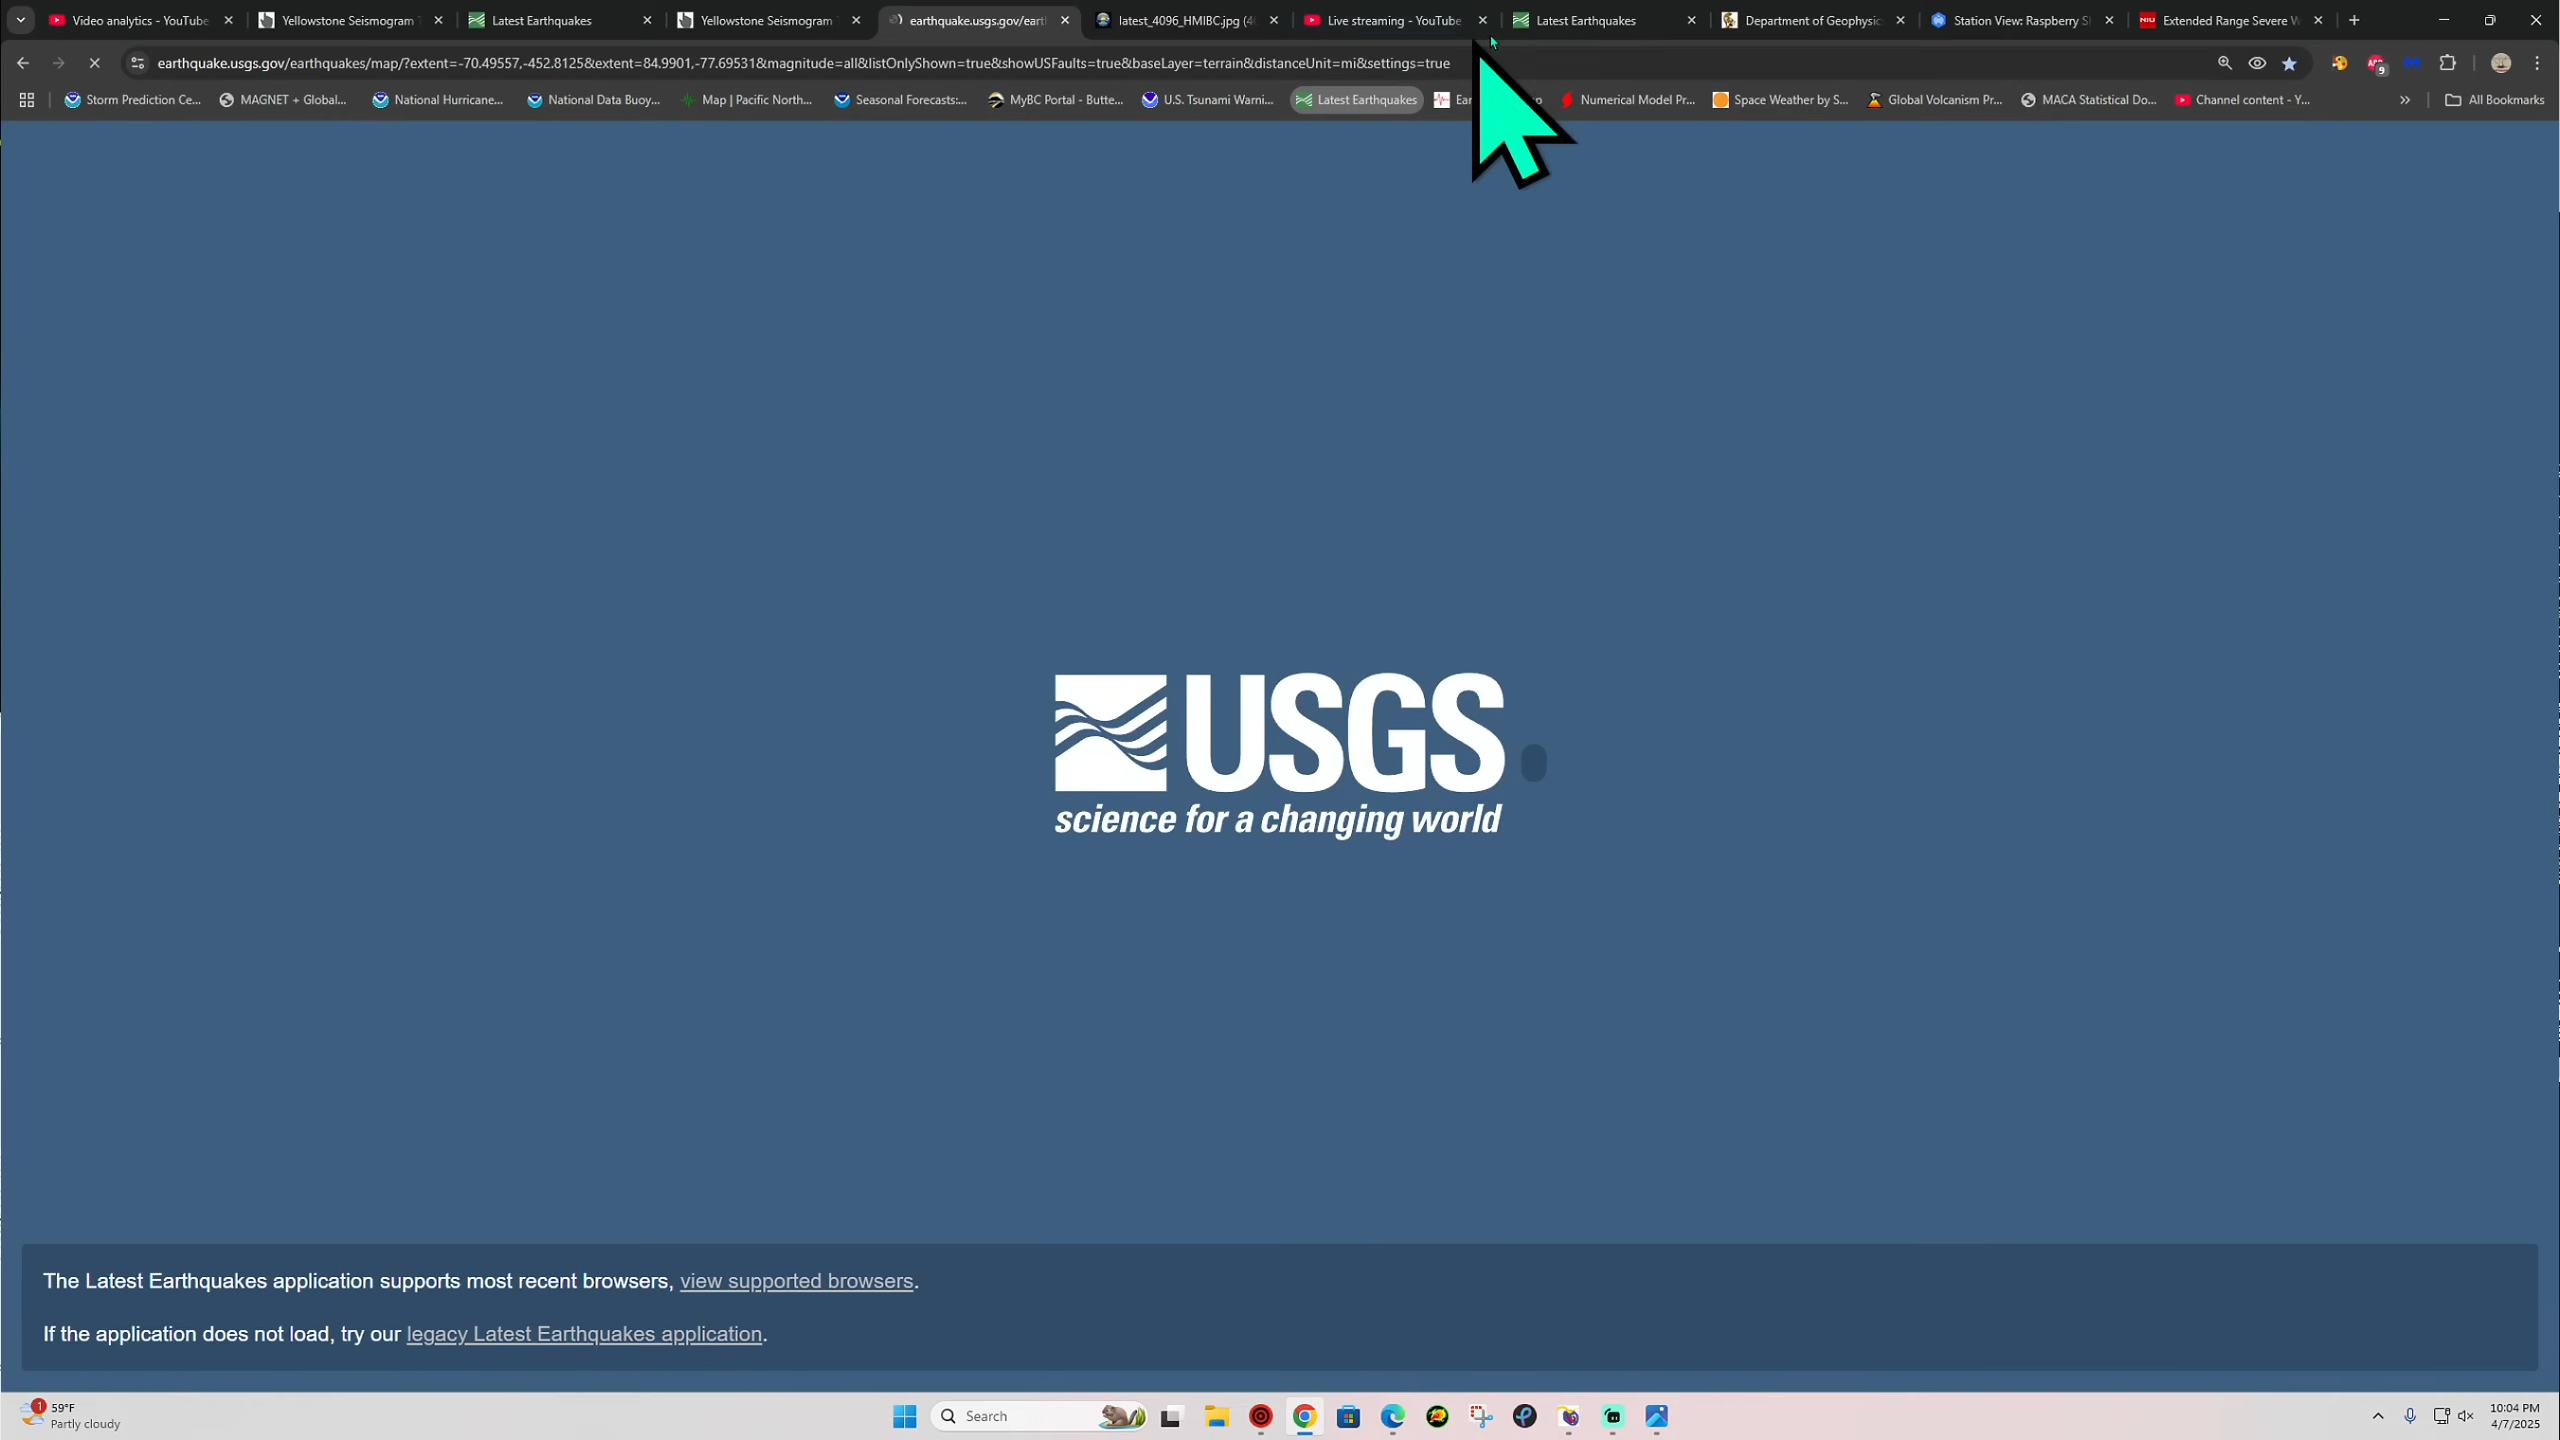 Video analytics - YouTube
Yellowstone Seismogram
Latest Earthquakes
Yellowstone Seismogram
earthquake.usgs.gov/eart
latest_4096_HMIBC.jpg (4
Live streaming - YouTube
Latest Earthquakes
Department of Geophysic
Station View: Raspberry S
NIU
Extended Range Severe W
earthquake.usgs.gov/earthquakes/map/?extent=-70.49557,-452.8125&extent=84.9901,-77.69531&magnitude=all&listOnlyShown=true&showUSFaults=true&baseLayer=terrain&distanceUnit=mi&settings=true
9
Storm Prediction Ce...
MAGNET + Global...
National Hurricane...
National Data Buoy...
Map | Pacific North...
Seasonal Forecasts:...
MyBC Portal - Butte...
U.S. Tsunami Warni...
Latest Earthquakes
Numerical Model Pr...
Space Weather by S...
Global Volcanism Pr...
MACA Statistical Do...
Channel content - Y...
All Bookmarks
USGS
science for a changing world
The Latest Earthquakes application supports most recent browsers, view supported browsers.
If the application does not load, try our legacy Latest Earthquakes application.
1
59°F
Partly cloudy
Search
10:04 PM
4/7/2025